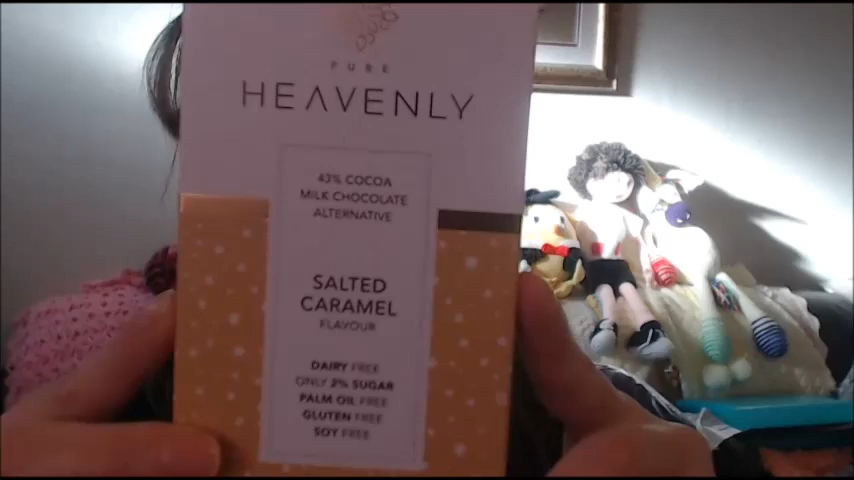 PURE
HEAVENLY
43% COCOA
MILK CHOCOLATE
ALTERNATIVE
SALTED
CARAMEL
FLAVOUR
DAIRY FREE
ONLY 2% SUGAR
PALM OIL FREE
GLUTEN FREE
SOY FREE